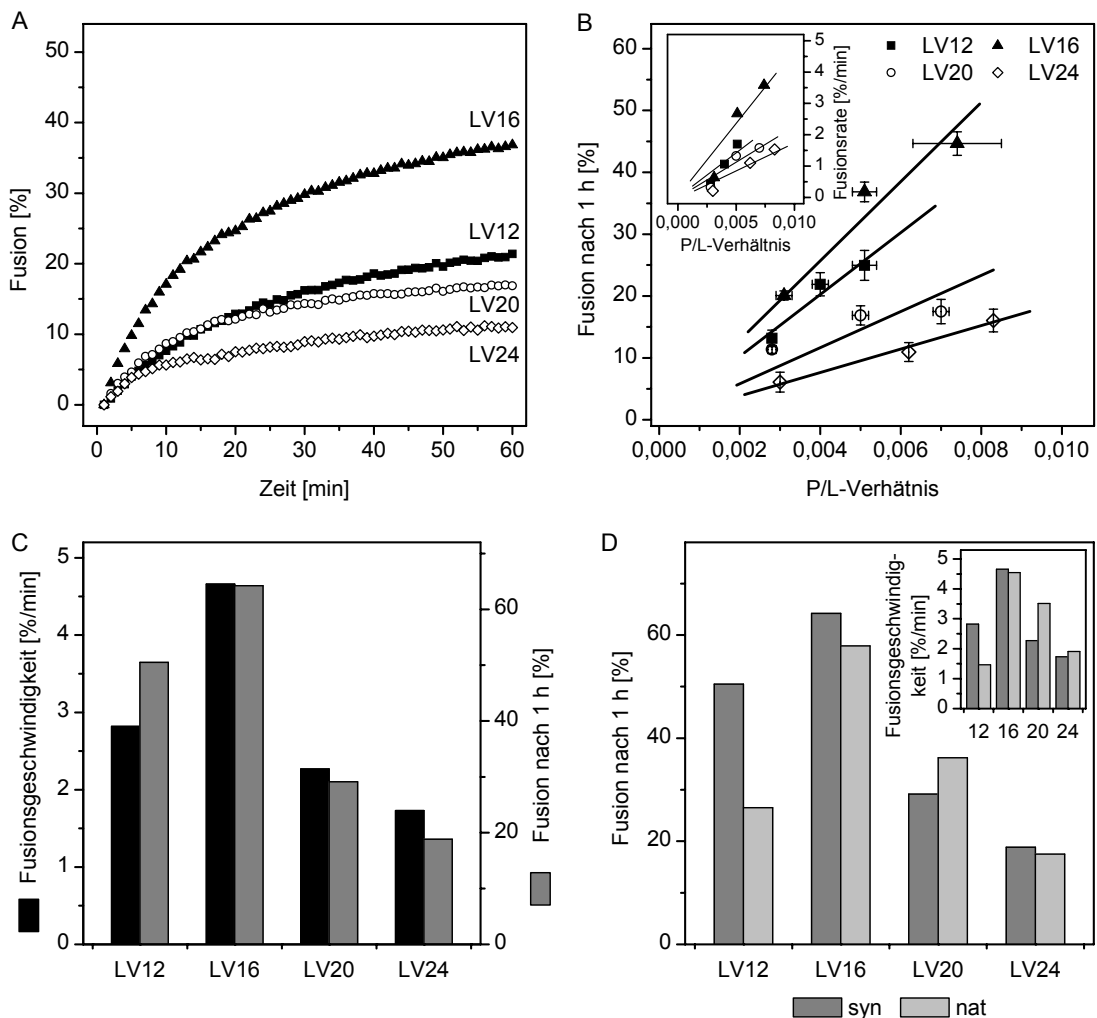 A
Fusion [%]
50
40
30
20
10
0
LV16
LV12
LV20
LV24
0 10 20 30 40 50 60
Zeit [min]
B
Fusion nach 1 h [%]
60
50
40
30
20
10
0
LV12 LV16
LV20 LV24
5
4
3
2
1
0
Fusionsrate [%/min]
0,000 0,005 0,010
P/L-Verhältnis
0,000 0,002 0,004 0,006 0,008 0,010
P/L-Verhätnis
C
Fusionsgeschwindigkeit [%/min]
5
4
3
2
1
0
60
40
20
0
Fusion nach 1 h [%]
LV12 LV16 LV20 LV24
D
Fusion nach 1 h [%]
60
40
20
0
Fusionsgeschwindig-
keit [%/min]
5
4
3
2
1
0
12 16 20 24
LV12 LV16 LV20 LV24
syn nat